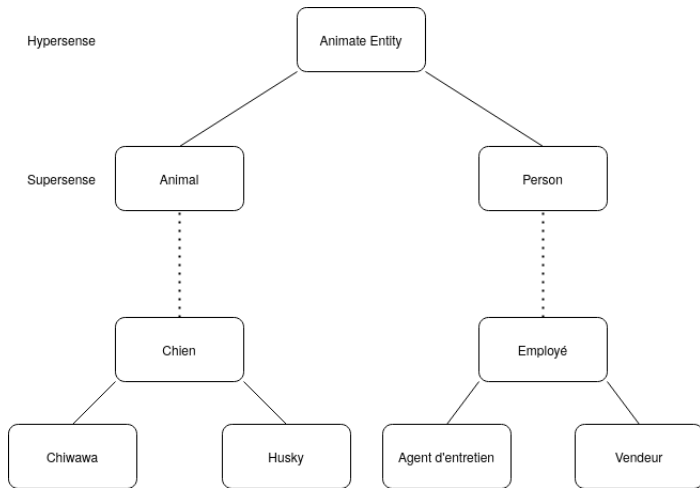 Hypersense
Animate Entity
Supersense
Animal
Person
Chien
Employé
Chiwawa
Husky
Agent d'entretien
Vendeur